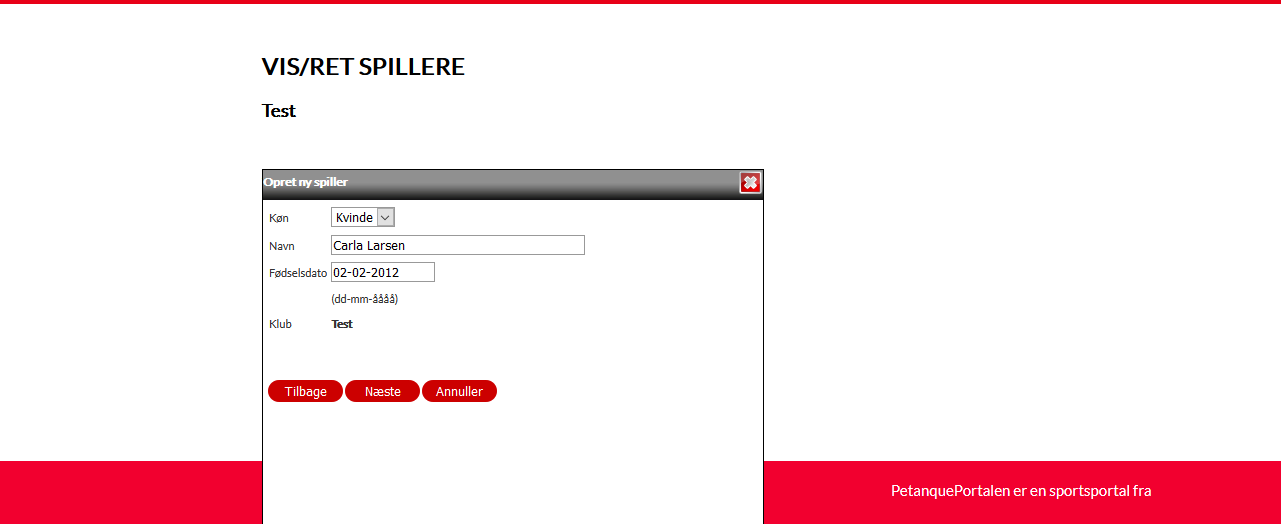 VIS/RET SPILLERE
Test
Opret ny spiller
Køn Kvinde
Navn Carla Larsen
Fødselsdato 02-02-2012
(dd-mm-åååå)
Klub Test
Tilbage Næste Annuller
PetanquePortalen er en sportsportal fra